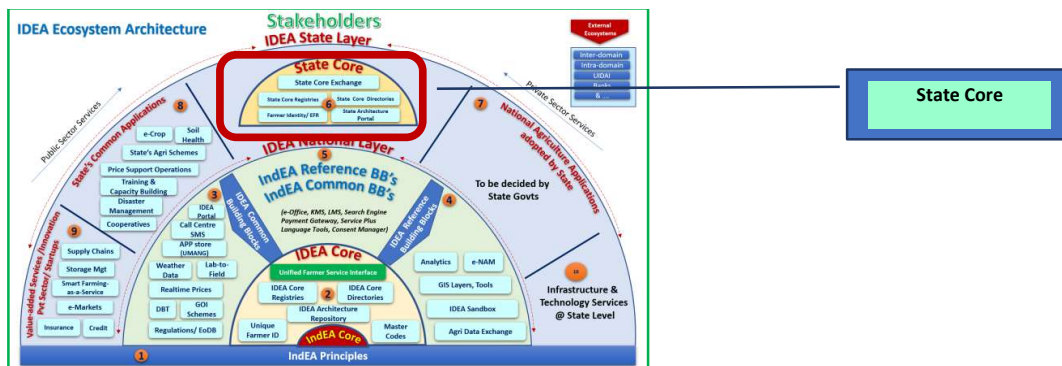 IDEA Ecosystem Architecture
Stakeholders
IDEA State Layer
External
Ecosystems
Inter-domain
Intra-domain
UIDAI
Banks
& ...
State Core
State Core Exchange
State Core Registries
State Core Directories
6
Farmer Identity/ EFR
State Architecture
Portal
State Core
Public Sector Services
Private Sector Services
8
State's Common Applications
e-Crop
Soil
Health
State's Agri Schemes
Price Support Operations
Training &
Capacity Building
Disaster
Management
Cooperatives
7
National Agriculture Applications
adopted by State
To be decided by
State Govts
IDEA National Layer
5
IndEA Reference BB's
IndEA Common BB's
(e-Office, KMS, LMS, Search Engine
Payment Gateway, Service Plus
Language Tools, Consent Manager)
3
IDEA Common
Building Blocks
4
IDEA Reference
Building Blocks
IDEA
Portal
Call Centre
SMS
APP store
(UMANG)
Weather
Data
Lab-to-
Field
Realtime Prices
DBT
GOI
Schemes
Regulations/ EoDB
9
Value-added Services /Innovation
Pvt Sector/ Startups
Supply Chains
Storage Mgt
Smart Farming-
as-a-Service
e-Markets
Insurance
Credit
IDEA Core
Unified Farmer Service Interface
IDEA Core
Registries
2
IDEA Core
Directories
IDEA Architecture
Repository
Unique
Farmer ID
Master
Codes
IndEA Core
Analytics
e-NAM
GIS Layers, Tools
IDEA Sandbox
Agri Data Exchange
Infrastructure &
Technology Services
@ State Level
1
IndEA Principles